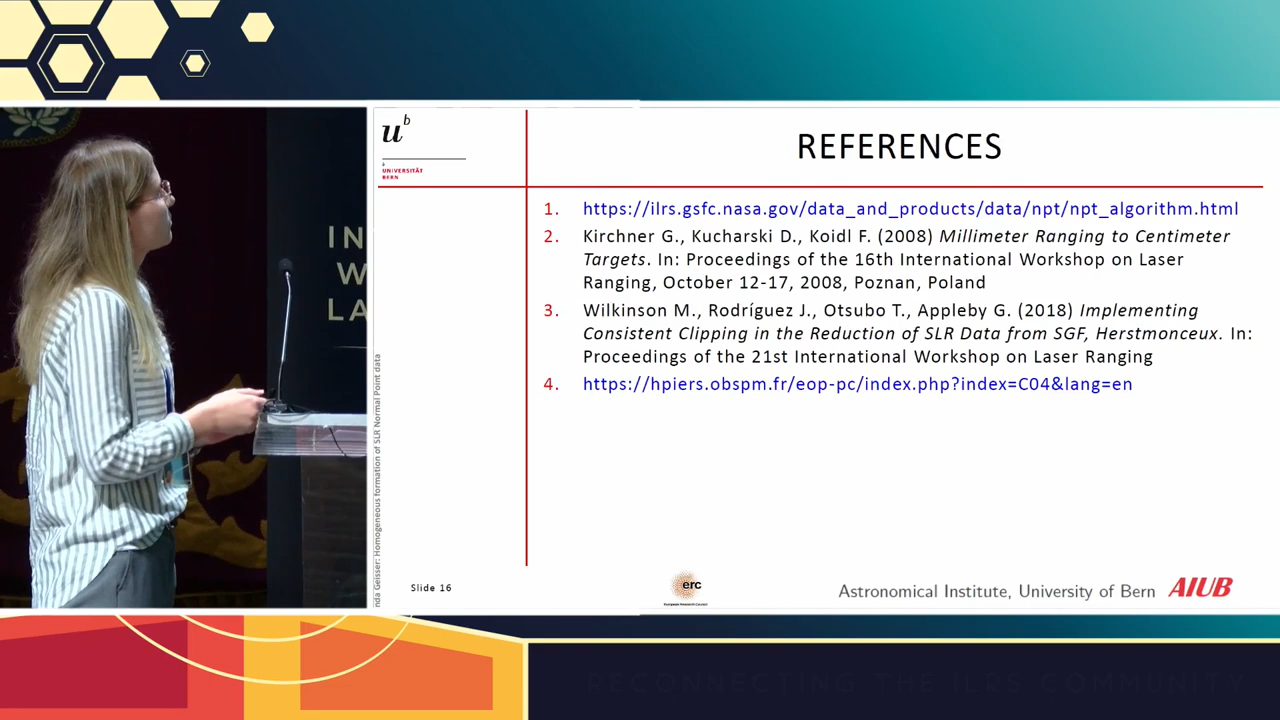 u b
UNIVERSITÄT
BERN
REFERENCES
1. https://ilrs.gsfc.nasa.gov/data_and_products/data/npt/npt_algorithm.html
2. Kirchner G., Kucharski D., Koidl F. (2008) Millimeter Ranging to Centimeter
Targets. In: Proceedings of the 16th International Workshop on Laser
Ranging, October 12-17, 2008, Poznan, Poland
3. Wilkinson M., Rodríguez J., Otsubo T., Appleby G. (2018) Implementing
Consistent Clipping in the Reduction of SLR Data from SGF, Herstmonceux. In:
Proceedings of the 21st International Workshop on Laser Ranging
4. https://hpiers.obspm.fr/eop-pc/index.php?index=C04&lang=en
nda Geisser: Homogeneous formation of SLR Normal Point data
IN
W
LA
Slide 16
erc
European Research Council
Astronomical Institute, University of Bern AIUB
RECONNECTING THE ILRS COMMUNITY